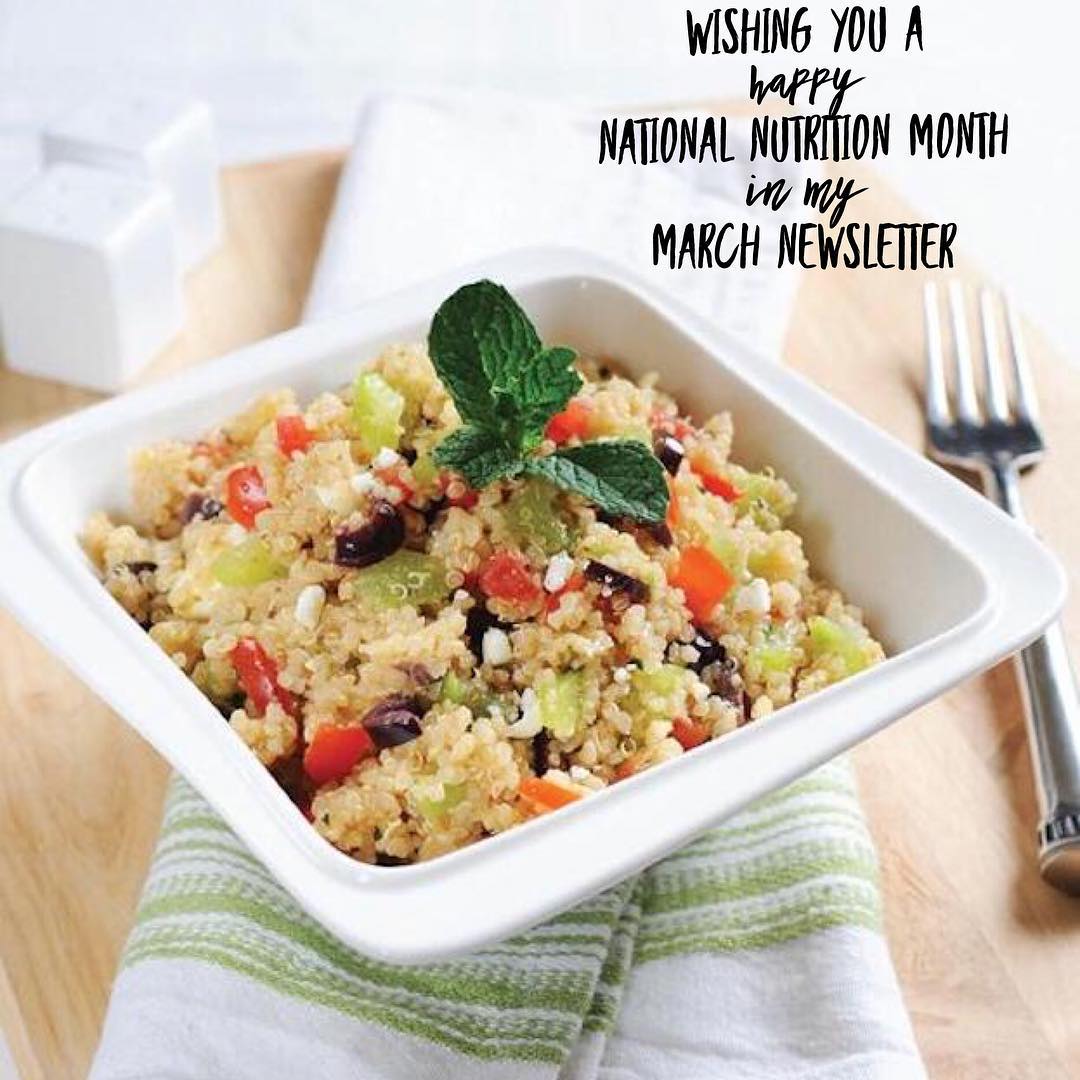 WISHING YOU A
happy
NATIONAL NUTRITION MONTH
in my
MARCH NEWSLETTER